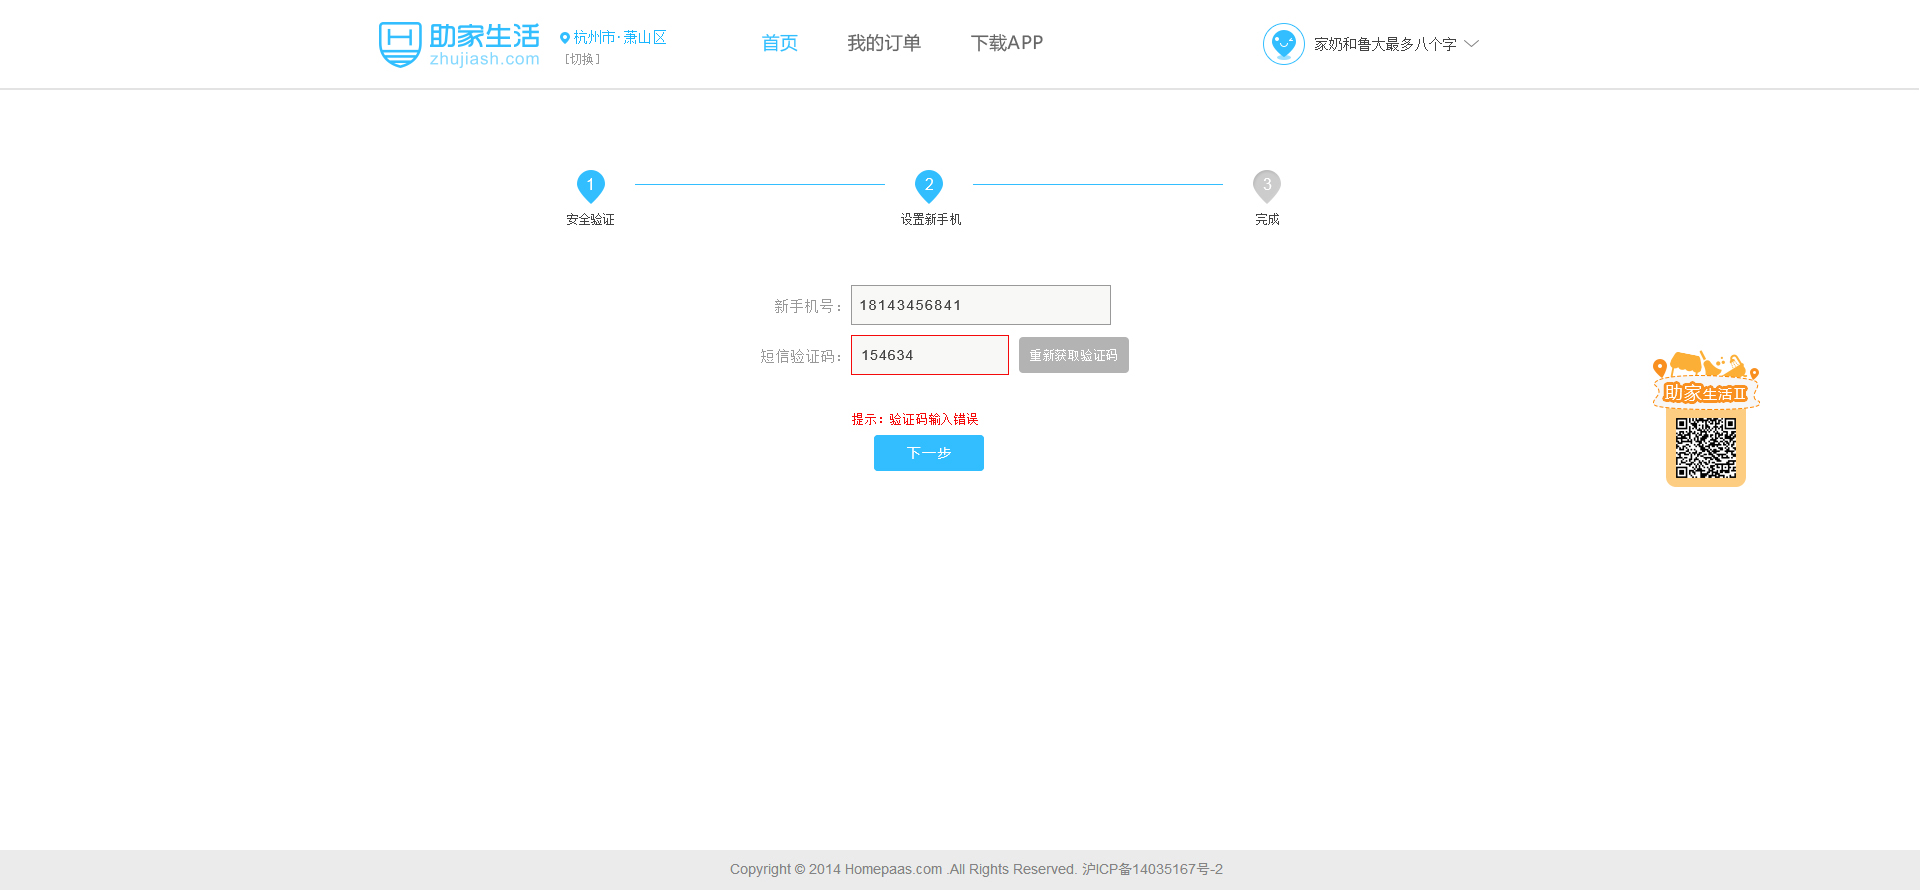 助家生活
zhujiash.com
杭州市·萧山区
[切换]
首页
我的订单
下载APP
家奶和鲁大最多八个字
1
2
3
安全验证
设置新手机
完成
新手机号：
18143456841
短信验证码：
154634
重新获取验证码
提示：验证码输入错误
下一步
助家生活II
Copyright © 2014 Homepaas.com .All Rights Reserved. 沪ICP备14035167号-2